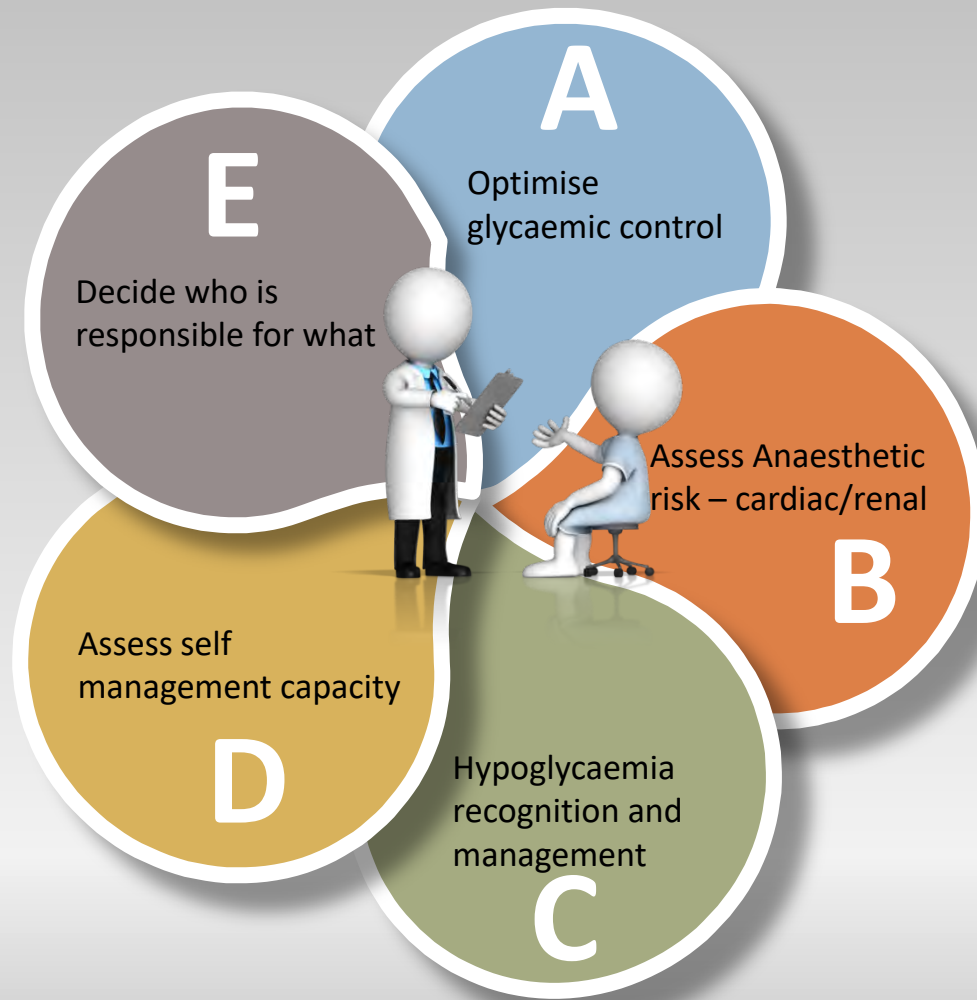 A
Optimise
glycaemic control
B
Assess Anaesthetic
risk – cardiac/renal
C
Hypoglycaemia
recognition and
management
D
Assess self
management capacity
E
Decide who is
responsible for what